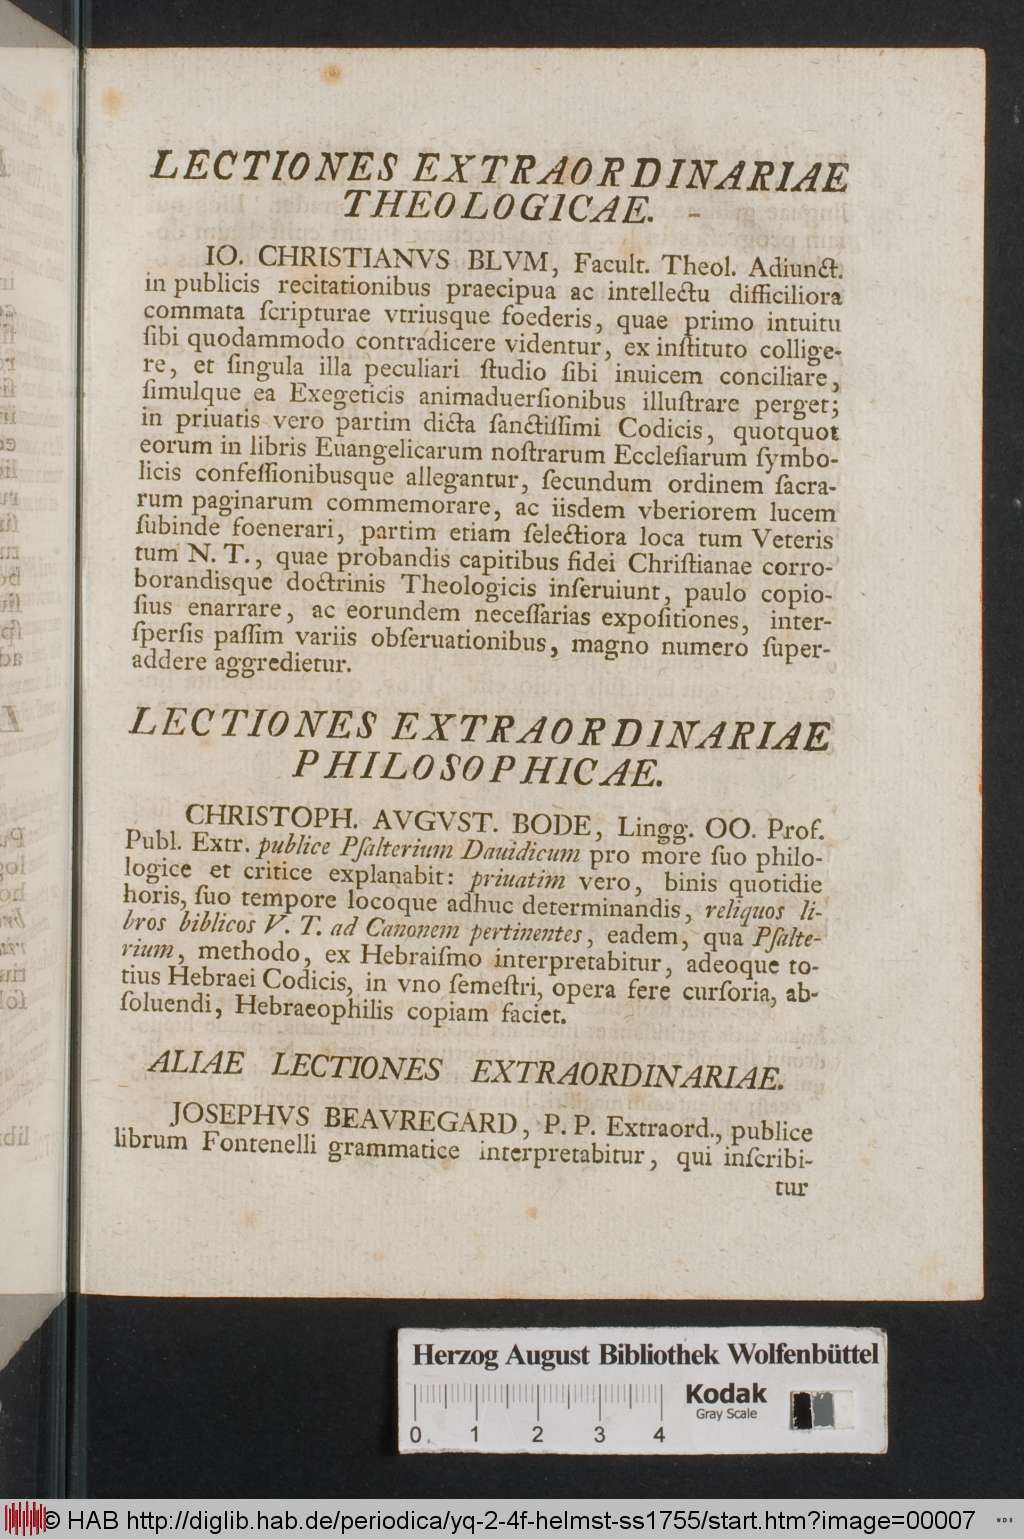 LECTIONES EXTRAORDINARIAE
THEOLOGICAE.
IO. CHRISTIANVS BLVM, Facult. Theol. Adiunct.
in publicis recitationibus praecipua ac intellectu difficiliora
commata ſcripturae vtriusque foederis, quae primo intuitu
ſibi quodammodo contradicere videntur, ex inſtituto collige-
re, et ſingula illa peculiari ſtudio ſibi inuicem conciliare,
ſimulque ea Exegeticis animaduerſionibus illuſtrare perget;
in priuatis vero partim dicta ſanctiſſimi Codicis, quotquot
eorum in libris Euangelicarum noſtrarum Eccleſiarum ſymbo-
licis confeſſionibusque allegantur, ſecundum ordinem ſacra-
rum paginarum commemorare, ac iisdem vberiorem lucem
ſubinde foenerari, partim etiam ſelectiora loca tum Veteris
tum N. T., quae probandis capitibus fidei Chriſtianae corro-
borandisque doctrinis Theologicis inſeruiunt, paulo copio-
ſius enarrare, ac eorundem neceſſarias expoſitiones, inter-
ſperſis paſſim variis obſeruationibus, magno numero ſuper-
addere aggredietur.
LECTIONES EXTRAORDINARIAE
PHILOSOPHICAE.
CHRISTOPH. AVGVST. BODE, Lingg. OO. Prof.
Publ. Extr. publice Pſalterium Dauidicum pro more ſuo philo-
logice et critice explanabit: priuatim vero, binis quotidie
horis, ſuo tempore locoque adhuc determinandis, reliquos li-
bros biblicos V. T. ad Canonem pertinentes, eadem, qua Pſalte-
rium, methodo, ex Hebraiſmo interpretabitur, adeoque to-
tius Hebraei Codicis, in vno ſemeſtri, opera fere curſoria, ab-
ſoluendi, Hebraeophilis copiam faciet.
ALIAE LECTIONES EXTRAORDINARIAE.
JOSEPHVS BEAVREGARD, P. P. Extraord., publice
librum Fontenelli grammatice interpretabitur, qui inſcribi-
tur
Herzog August Bibliothek Wolfenbüttel
Kodak
Gray Scale
0 1 2 3 4
© HAB http://diglib.hab.de/periodica/yq-2-4f-helmst-ss1755/start.htm?image=00007